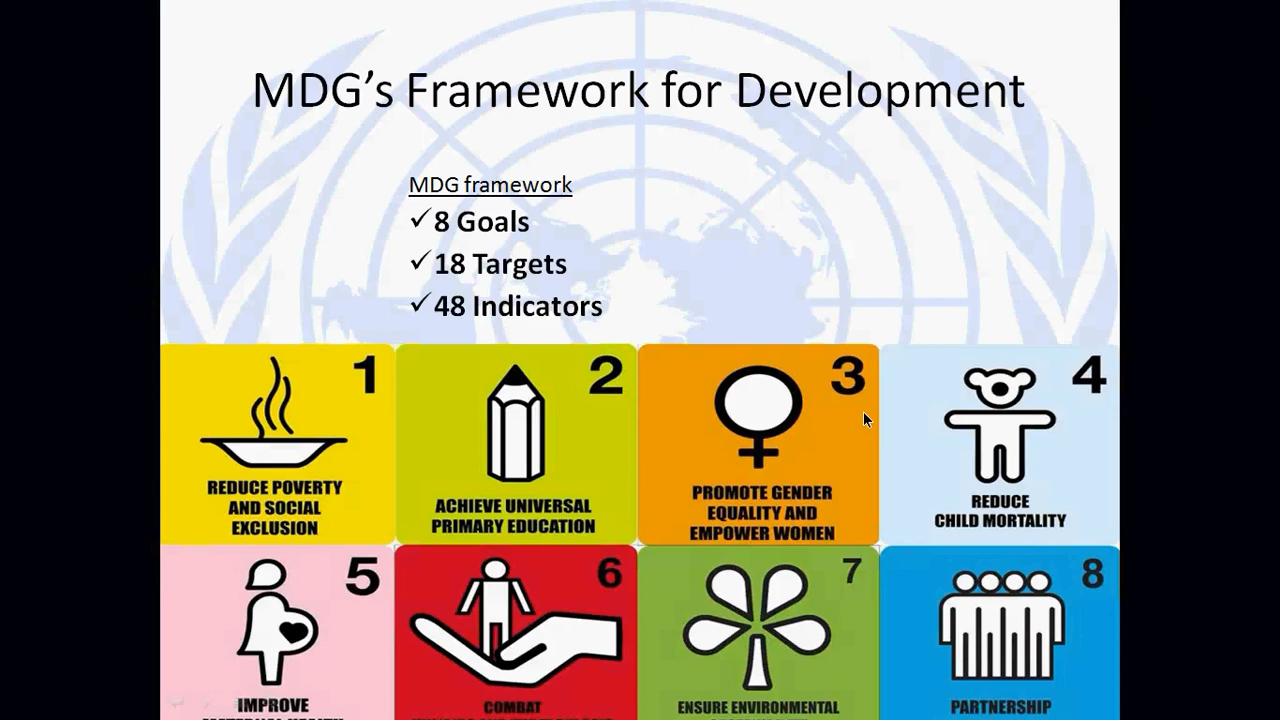 MDG’s Framework for Development
MDG framework
✓8 Goals
✓18 Targets
✓48 Indicators
1
REDUCE POVERTY
AND SOCIAL
EXCLUSION
2
ACHIEVE UNIVERSAL
PRIMARY EDUCATION
3
PROMOTE GENDER
EQUALITY AND
EMPOWER WOMEN
4
REDUCE
CHILD MORTALITY
5
IMPROVE
6
COMBAT
7
ENSURE ENVIRONMENTAL
8
PARTNERSHIP